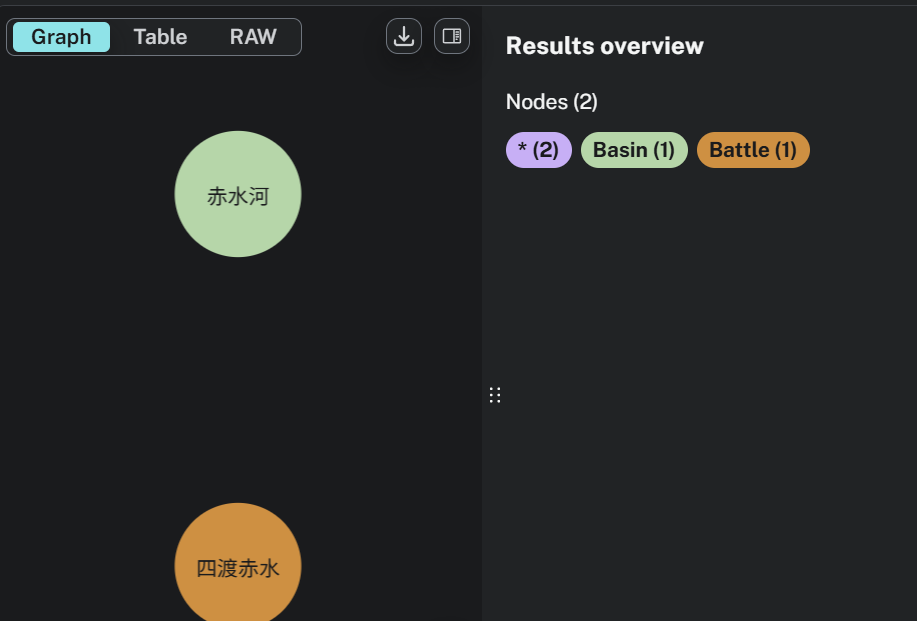 Graph Table RAW
赤水河
四渡赤水
Results overview
Nodes (2)
* (2) Basin (1) Battle (1)